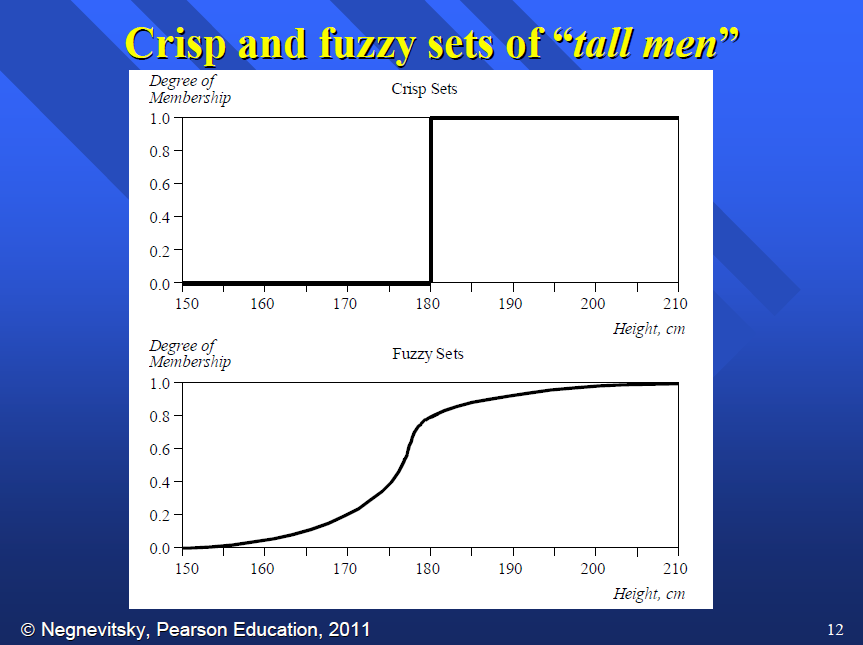 Crisp and fuzzy sets of “tall men”
Degree of
Membership
Crisp Sets
1.0
0.8
0.6
0.4
0.2
0.0
150 160 170 180 190 200 210
Height, cm
Degree of
Membership
Fuzzy Sets
1.0
0.8
0.6
0.4
0.2
0.0
150 160 170 180 190 200 210
Height, cm
© Negnevitsky, Pearson Education, 2011
12